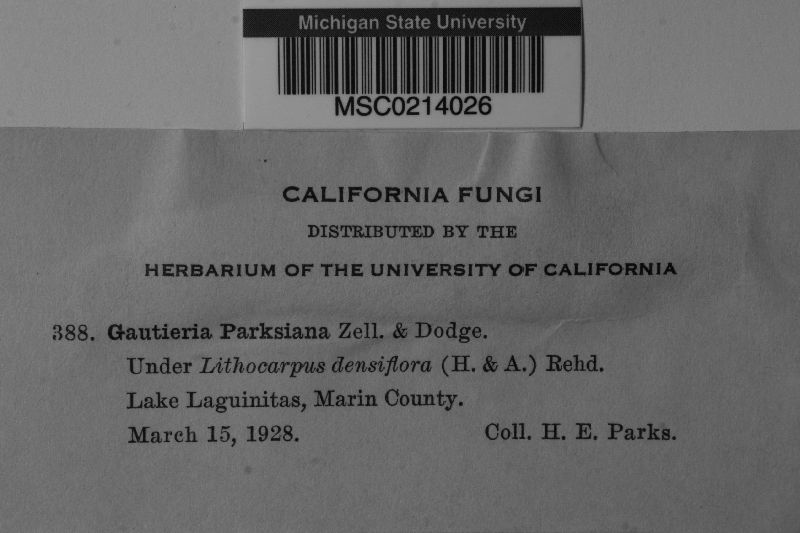 Michigan State University
MSC0214026
CALIFORNIA FUNGI
DISTRIBUTED BY THE
HERBARIUM OF THE UNIVERSITY OF CALIFORNIA
388. Gautieria Parksiana Zell. & Dodge.
Under Lithocarpus densiflora (H. & A.) Rehd.
Lake Laguinitas, Marin County.
March 15, 1928. Coll. H. E. Parks.